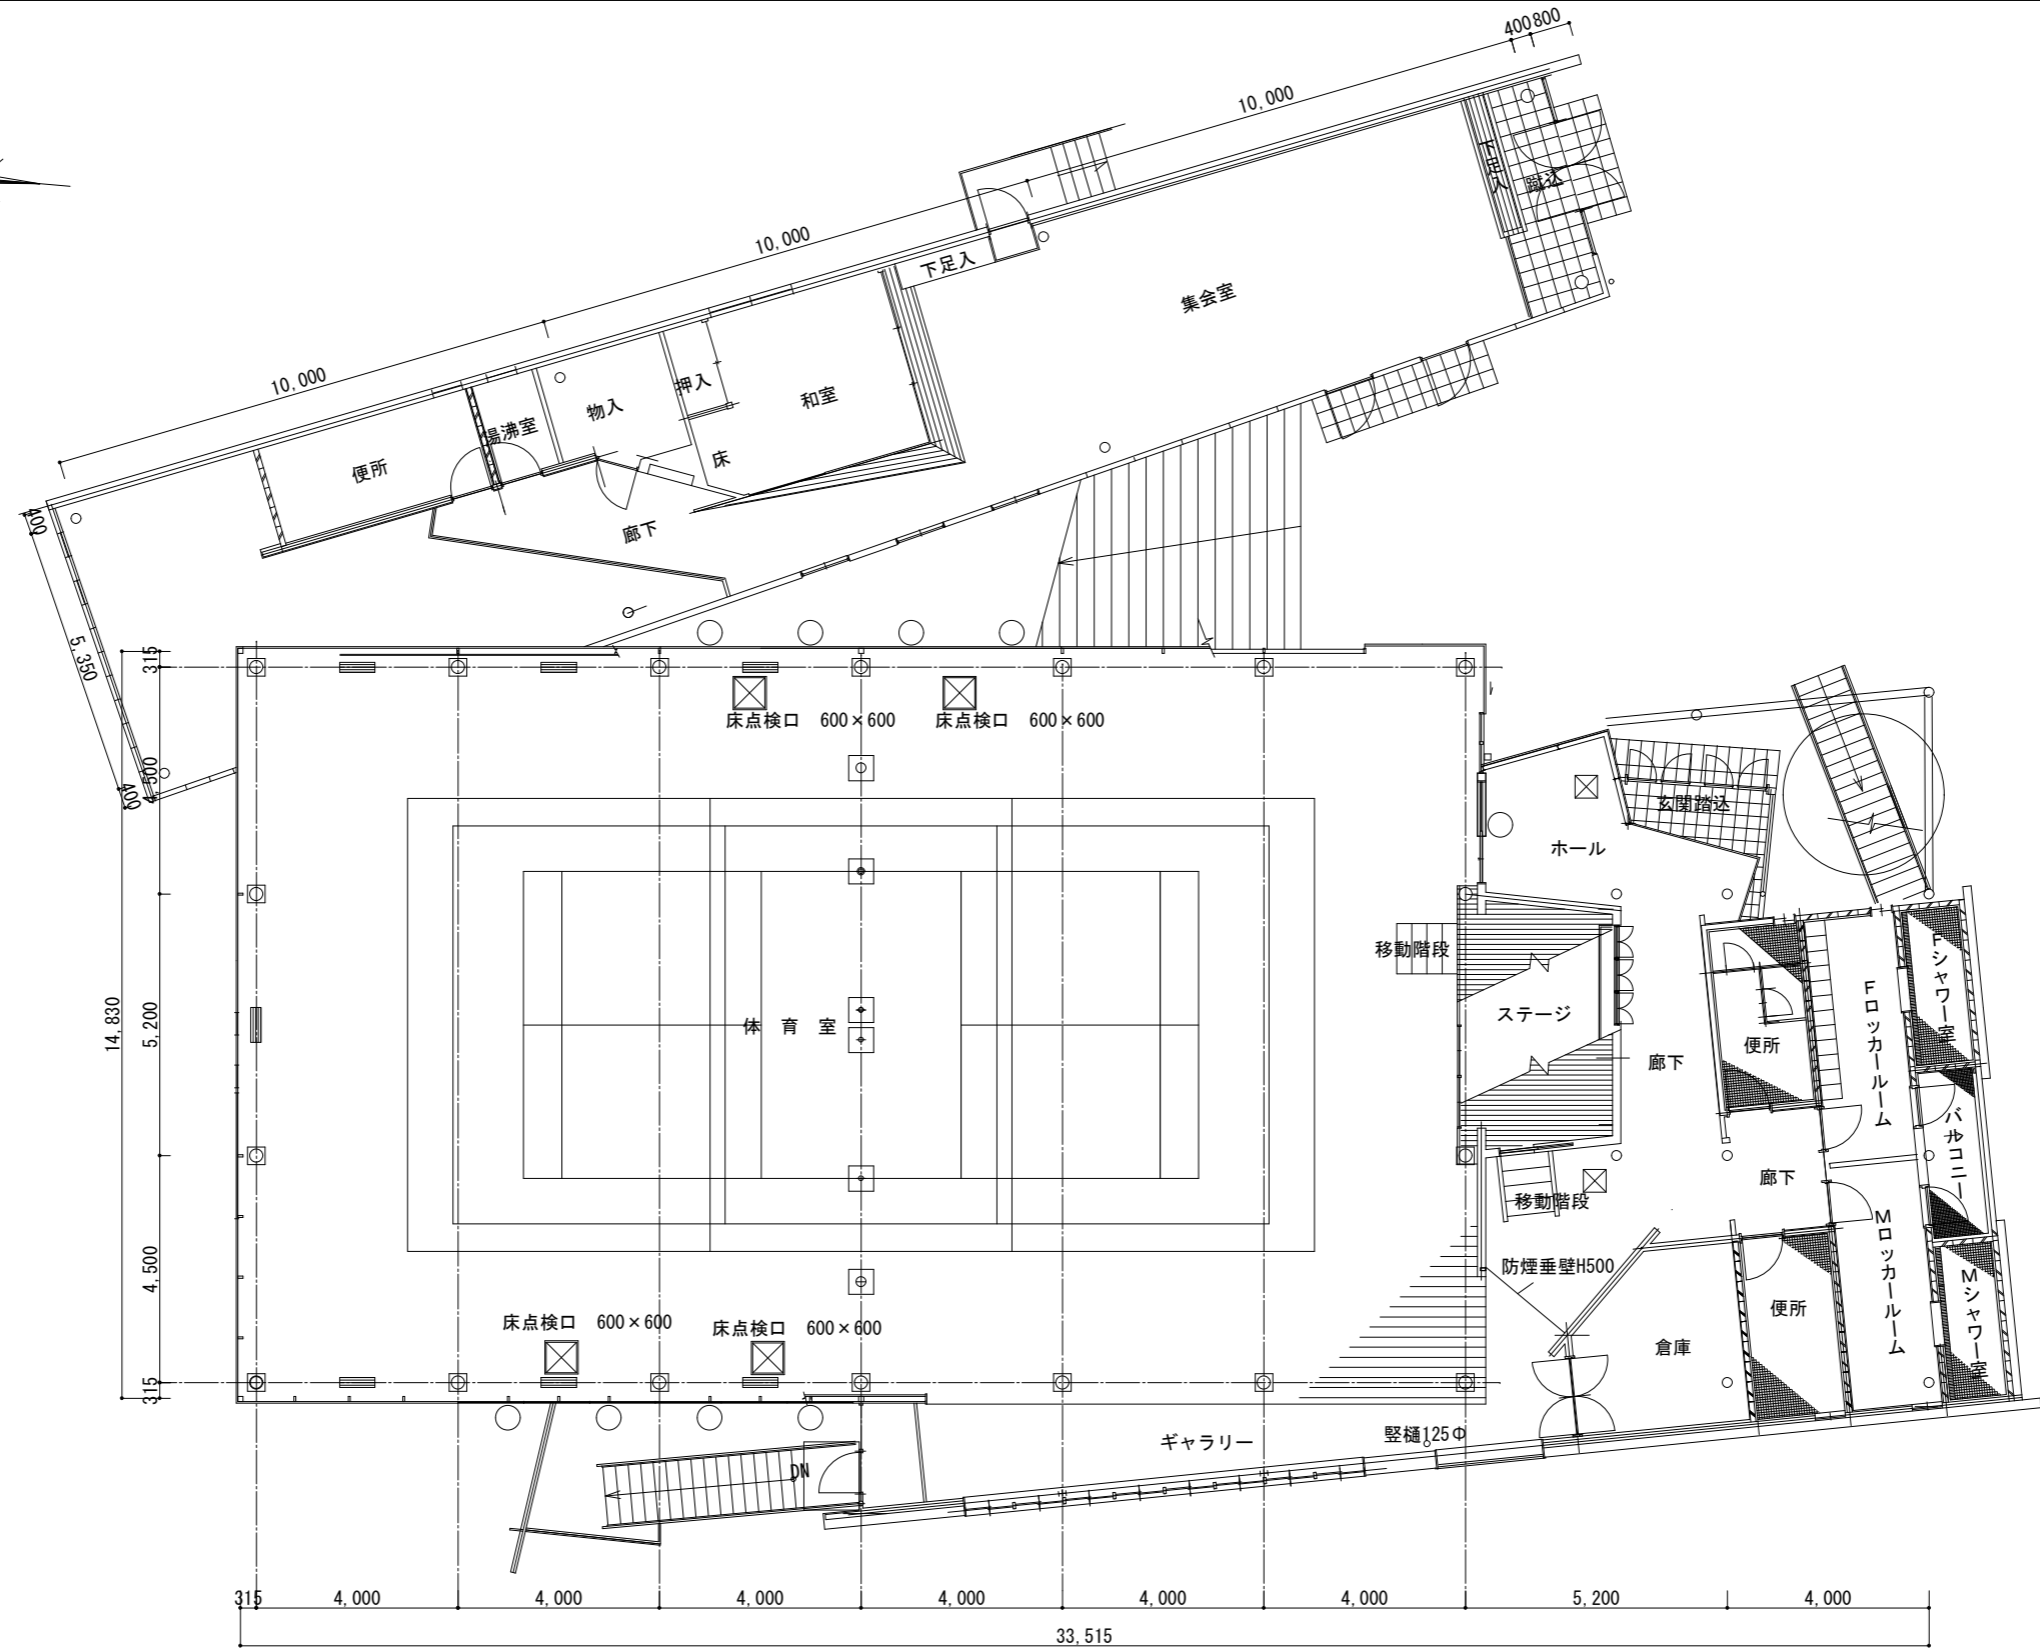 400
800
10,000
下足入
蹴込
10,000
下足入
集会室
10,000
押入
和室
物入
湯沸室
床
便所
廊下
400
5,350
400
315
4,500
5,200
14,830
4,500
315
床点検口 600×600
床点検口 600×600
玄関踏込
ホール
移動階段
ステージ
体 育 室
廊下
便所
Fロッカールーム
Fシャワー室
バルコニー
廊下
移動階段
防煙垂壁H500
Mロッカールーム
Mシャワー室
便所
倉庫
床点検口 600×600
床点検口 600×600
ギャラリー
竪樋125Φ
DN
315
4,000
4,000
4,000
4,000
4,000
4,000
5,200
4,000
33,515